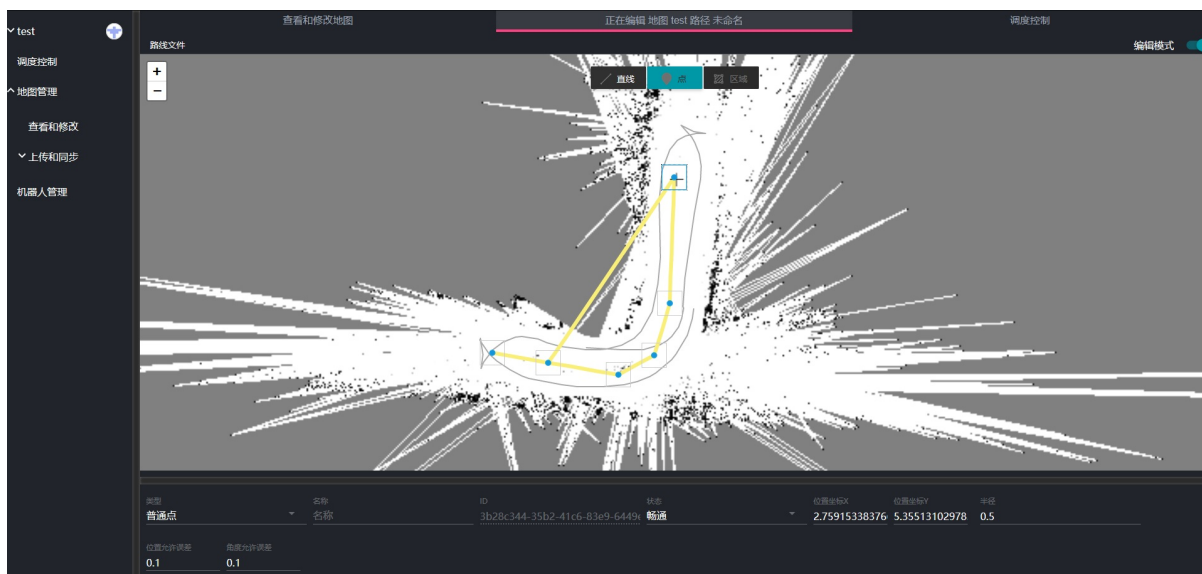 test
调度控制
地图管理
查看和修改
上传和同步
机器人管理
查看和修改地图
正在编辑 地图 test 路径 未命名
调度控制
路线文件
编辑模式
+
−
直线
点
区域
类型
普通点
名称
名称
ID
3b28c344-35b2-41c6-83e9-6449
状态
畅通
位置坐标X
2.75915338376
位置坐标Y
5.35513102978
半径
0.5
位置允许误差
0.1
角度允许误差
0.1